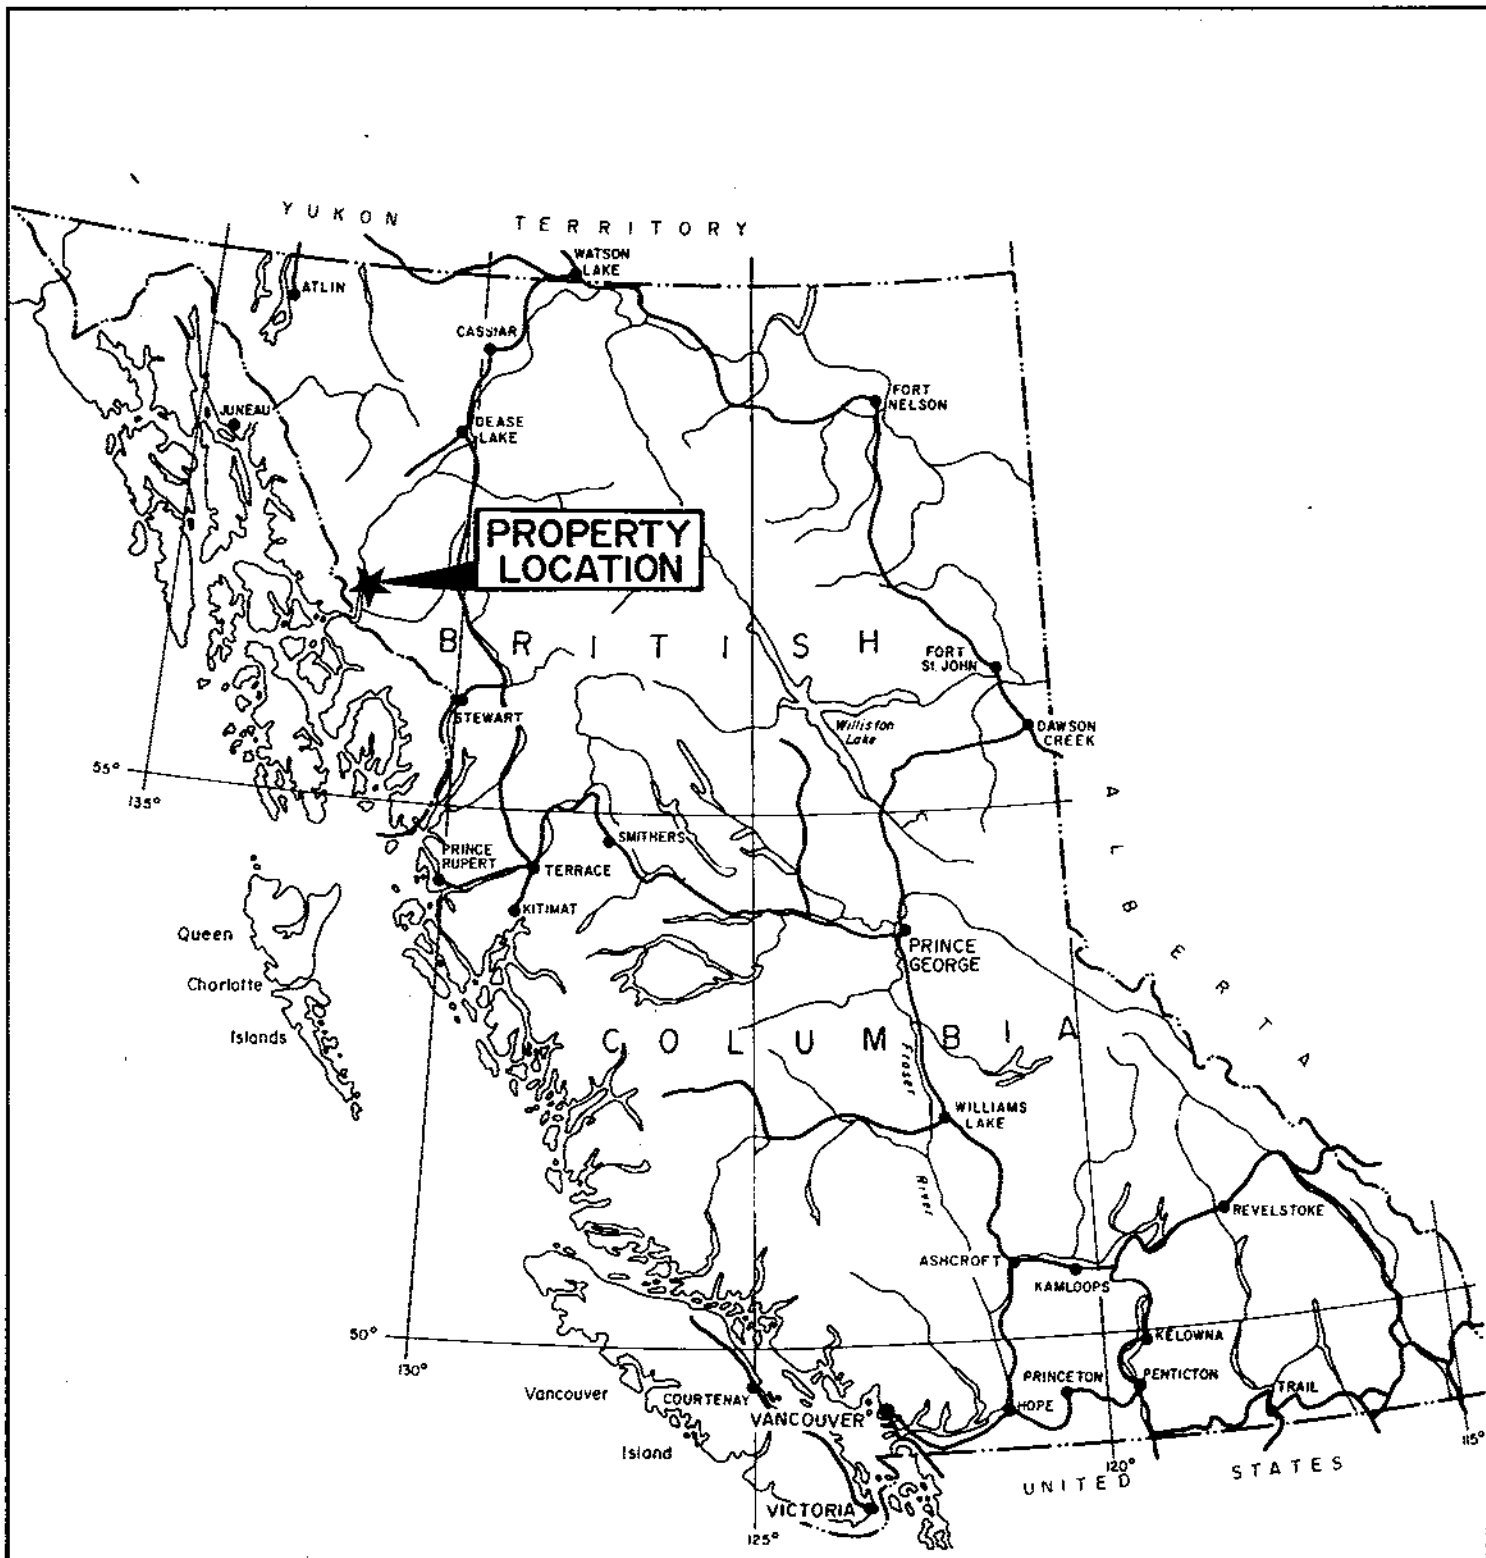 YUKON TERRITORY
WATSON
LAKE
ATLIN
CASSIAR
FORT
NELSON
JUNEAU
DEASE
LAKE
PROPERTY
LOCATION
BRITISH
FORT
St. JOHN
STEWART
Williston
Lake
DAWSON
CREEK
55°
135°
ALBERTA
PRINCE
RUPERT
SMITHERS
TERRACE
KITIMAT
Queen
Charlotte
Islands
PRINCE
GEORGE
COLUMBIA
Fraser
River
WILLIAMS
LAKE
REVELSTOKE
ASHCROFT
KAMLOOPS
50°
130°
KELOWNA
Vancouver
Island
COURTENAY
PRINCETON
PENTICTON
TRAIL
VANCOUVER
HOPE
120°
115°
UNITED STATES
VICTORIA
125°